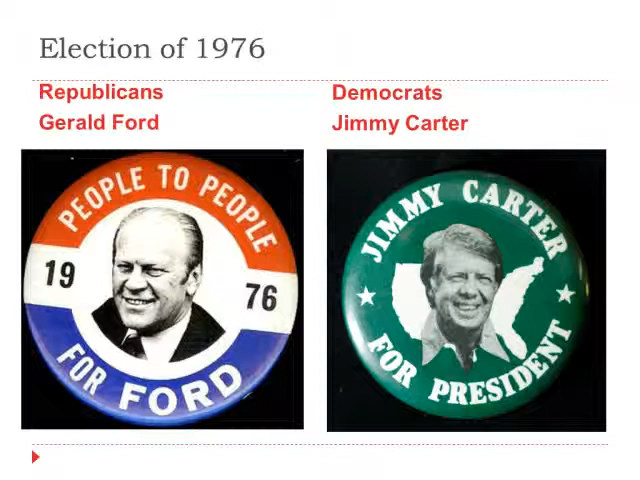 Election of 1976
Republicans
Gerald Ford
Democrats
Jimmy Carter
PEOPLE TO PEOPLE
19 76
FOR FORD
JIMMY CARTER
FOR PRESIDENT